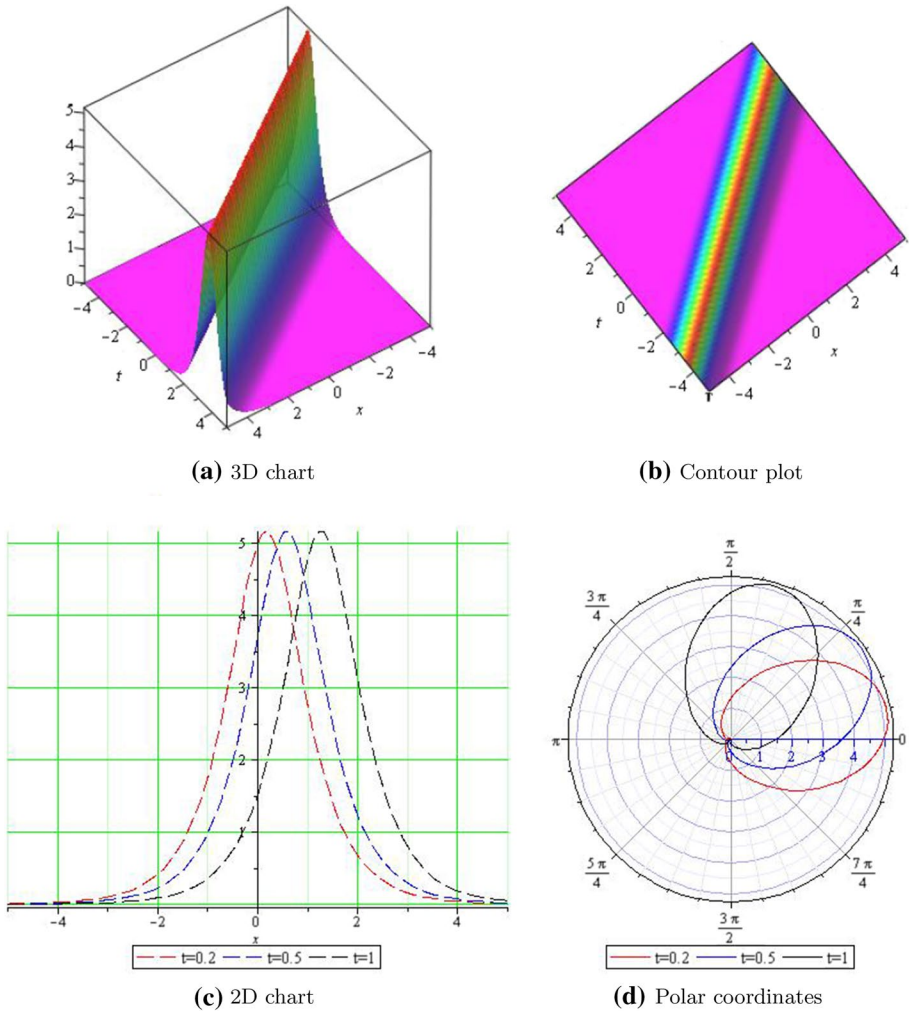 5
4
3
2
1
0
-4
-2
0
2
4
t
4
2
0
-2
-4
x
(a) 3D chart
4
2
0
-2
-4
t
-4
-2
0
2
4
x
(b) Contour plot
5
4
3
2
1
-4
-2
0
2
4
x
t=0.2 t=0.5 t=1
(c) 2D chart
π/2
3π/4
π/4
π
0 1 2 3 4
0
5π/4
7π/4
3π/2
t=0.2 t=0.5 t=1
(d) Polar coordinates